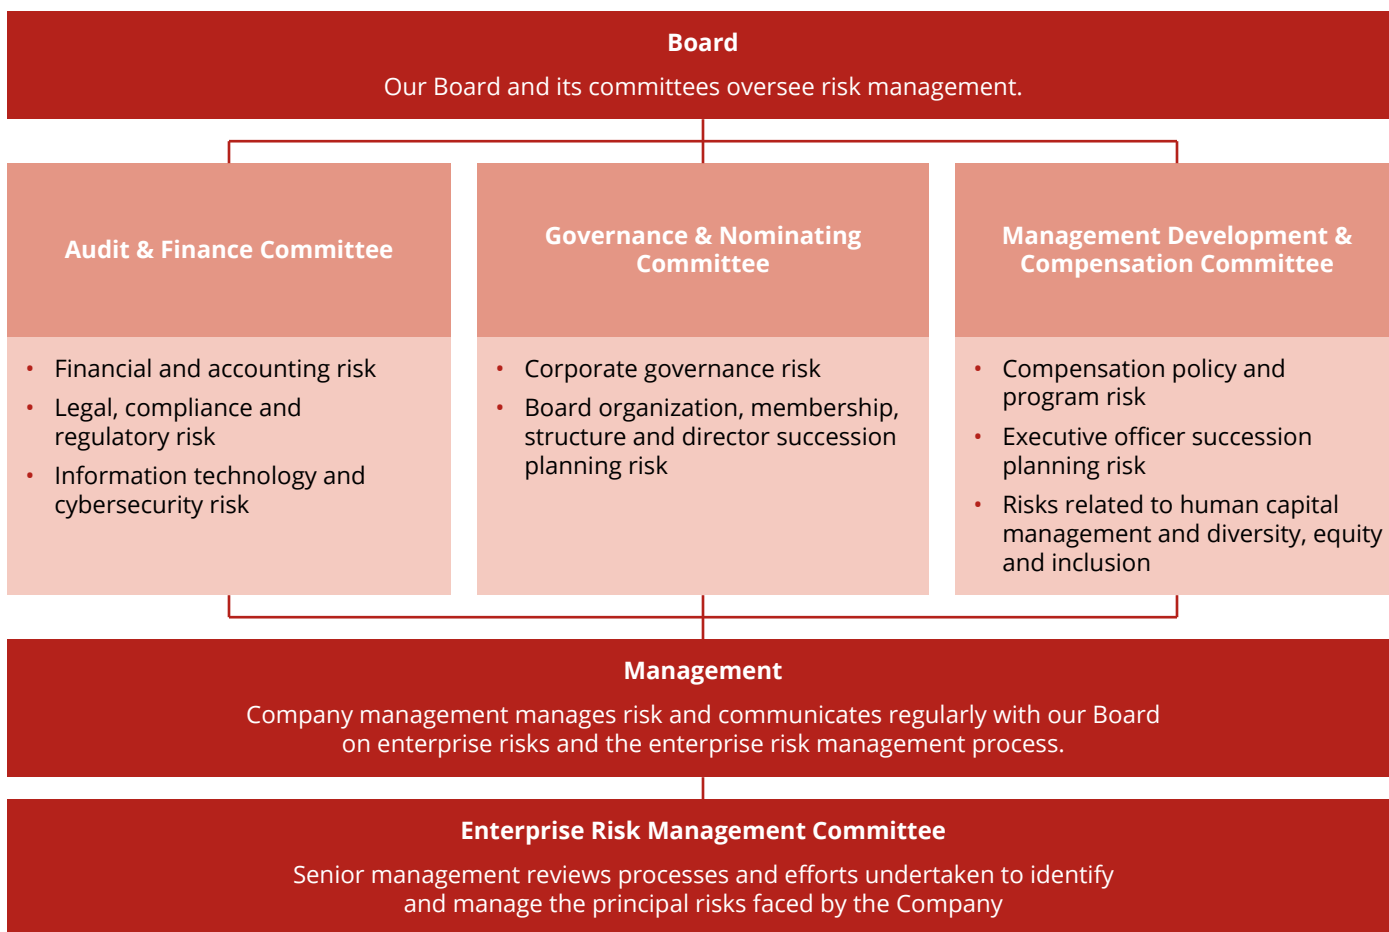 Board
Our Board and its committees oversee risk management.
Audit & Finance Committee
Governance & Nominating
Committee
Management Development &
Compensation Committee
• Financial and accounting risk
• Legal, compliance and
regulatory risk
• Information technology and
cybersecurity risk
• Corporate governance risk
• Board organization, membership,
structure and director succession
planning risk
• Compensation policy and
program risk
• Executive officer succession
planning risk
• Risks related to human capital
management and diversity, equity
and inclusion
Management
Company management manages risk and communicates regularly with our Board
on enterprise risks and the enterprise risk management process.
Enterprise Risk Management Committee
Senior management reviews processes and efforts undertaken to identify
and manage the principal risks faced by the Company